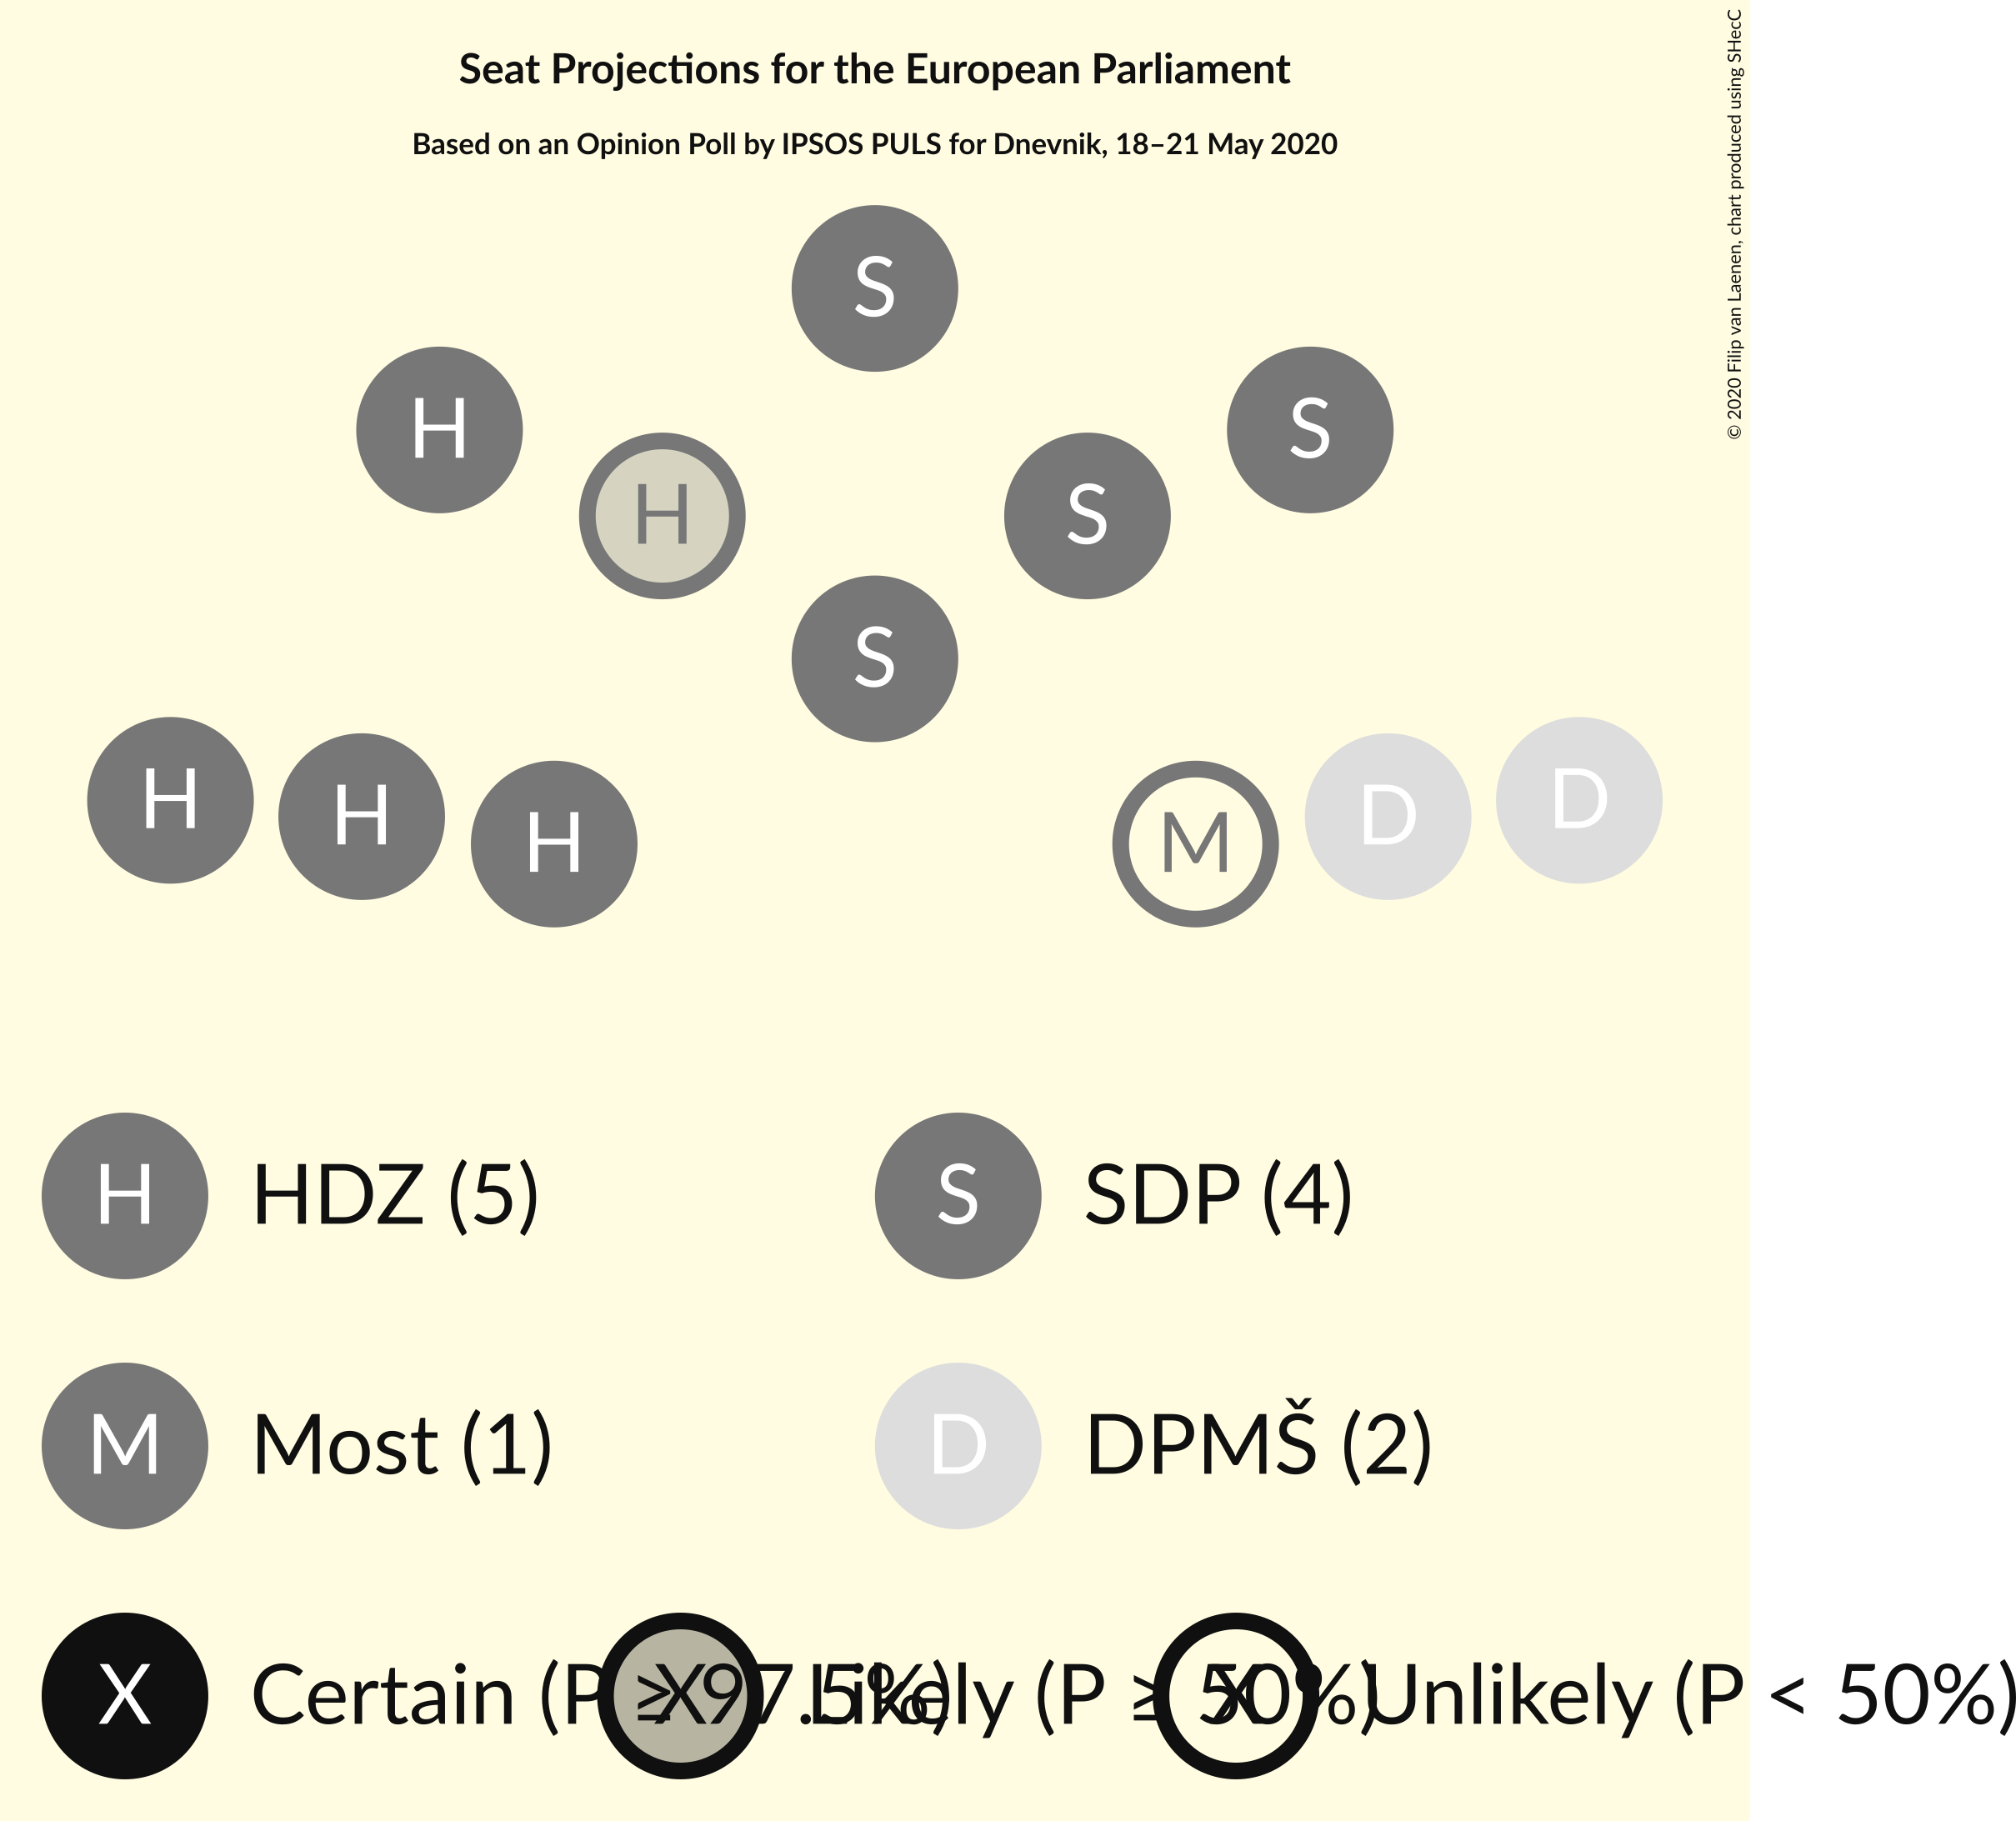 Seat Projections for the European Parliament
Based on an Opinion Poll by IPSOS PULS for Dnevnik, 18–21 May 2020
© 2020 Filip van Laenen, chart produced using SHecC
S
H
S
H
S
S
H
H
H
M
D
D
H HDZ (5)
S SDP (4)
M Most (1)
D DPMŠ (2)
X Certain (P ≥ 97.5%)
X Likely (P ≥ 50%)
X Unlikely (P < 50%)